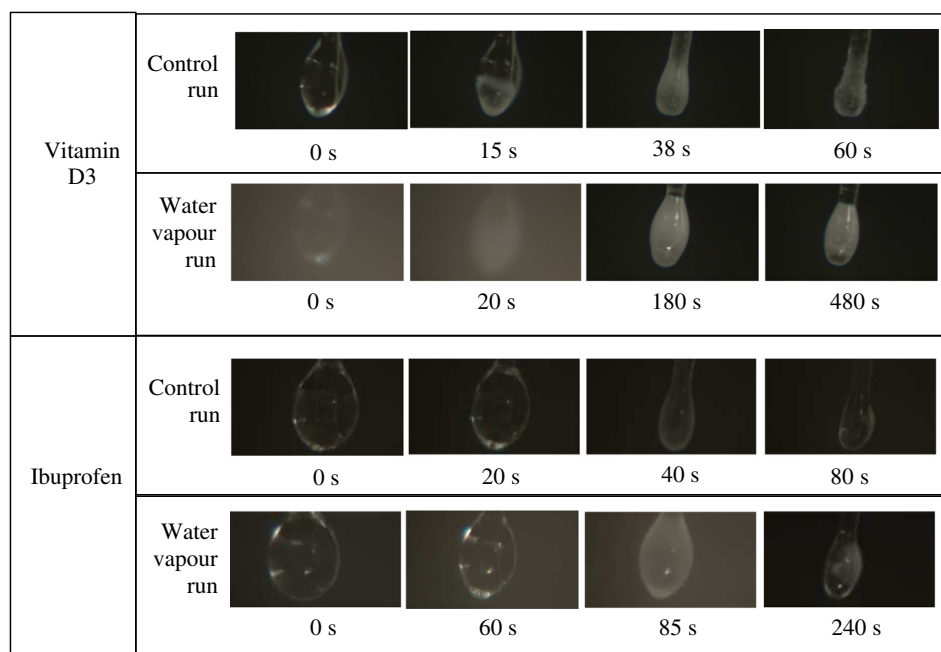 Vitamin
D3
Control
run
0 s
15 s
38 s
60 s
Water
vapour
run
0 s
20 s
180 s
480 s
Ibuprofen
Control
run
0 s
20 s
40 s
80 s
Water
vapour
run
0 s
60 s
85 s
240 s